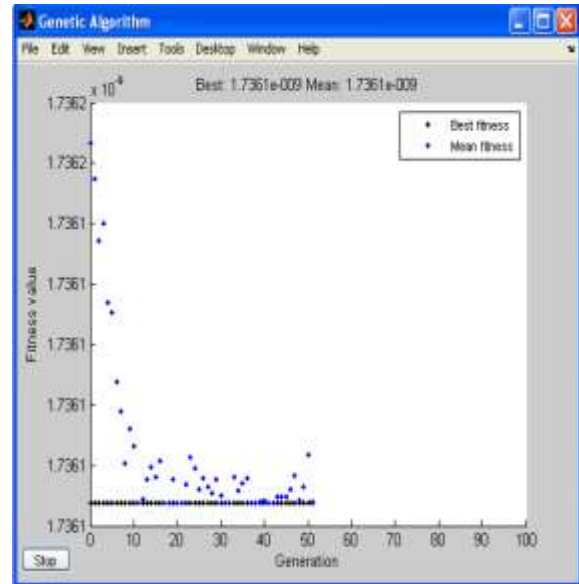 Genetic Algorithm
File Edit View Insert Tools Desktop Window Help
Best: 1.7361e-009 Mean: 1.7361e-009
1.7362
1.7362
1.7361
1.7361
1.7361
1.7361
1.7361
1.7361
Fitness value
Best fitness
Mean fitness
0 10 20 30 40 50 60 70 80 90 100
Generation
Stop